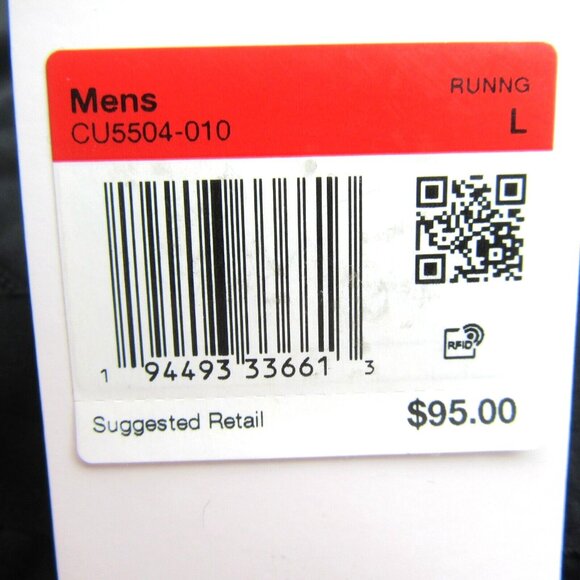 Mens
RUNNG
CU5504-010
L
1 94493 33661 3
RFID
Suggested Retail
$95.00